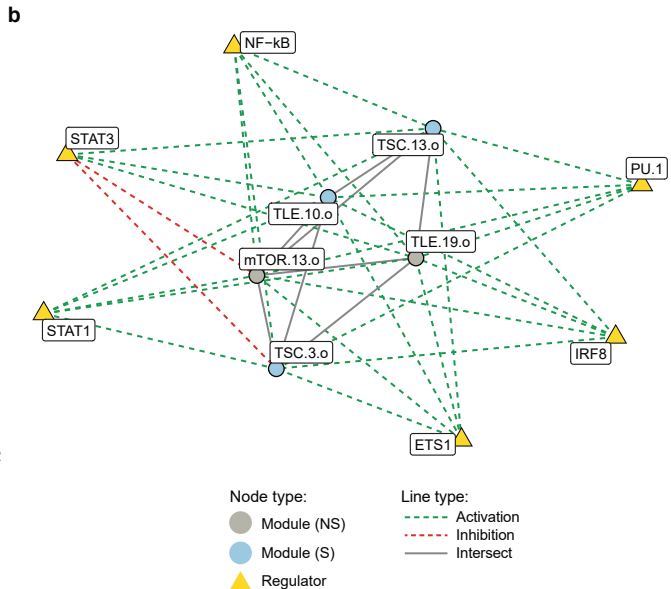 b
NF−kB
STAT3
TSC.13.o
PU.1
TLE.10.o
TLE.19.o
mTOR.13.o
STAT1
TSC.3.o
IRF8
ETS1
Node type:
Module (NS)
Module (S)
Regulator
Line type:
Activation
Inhibition
Intersect